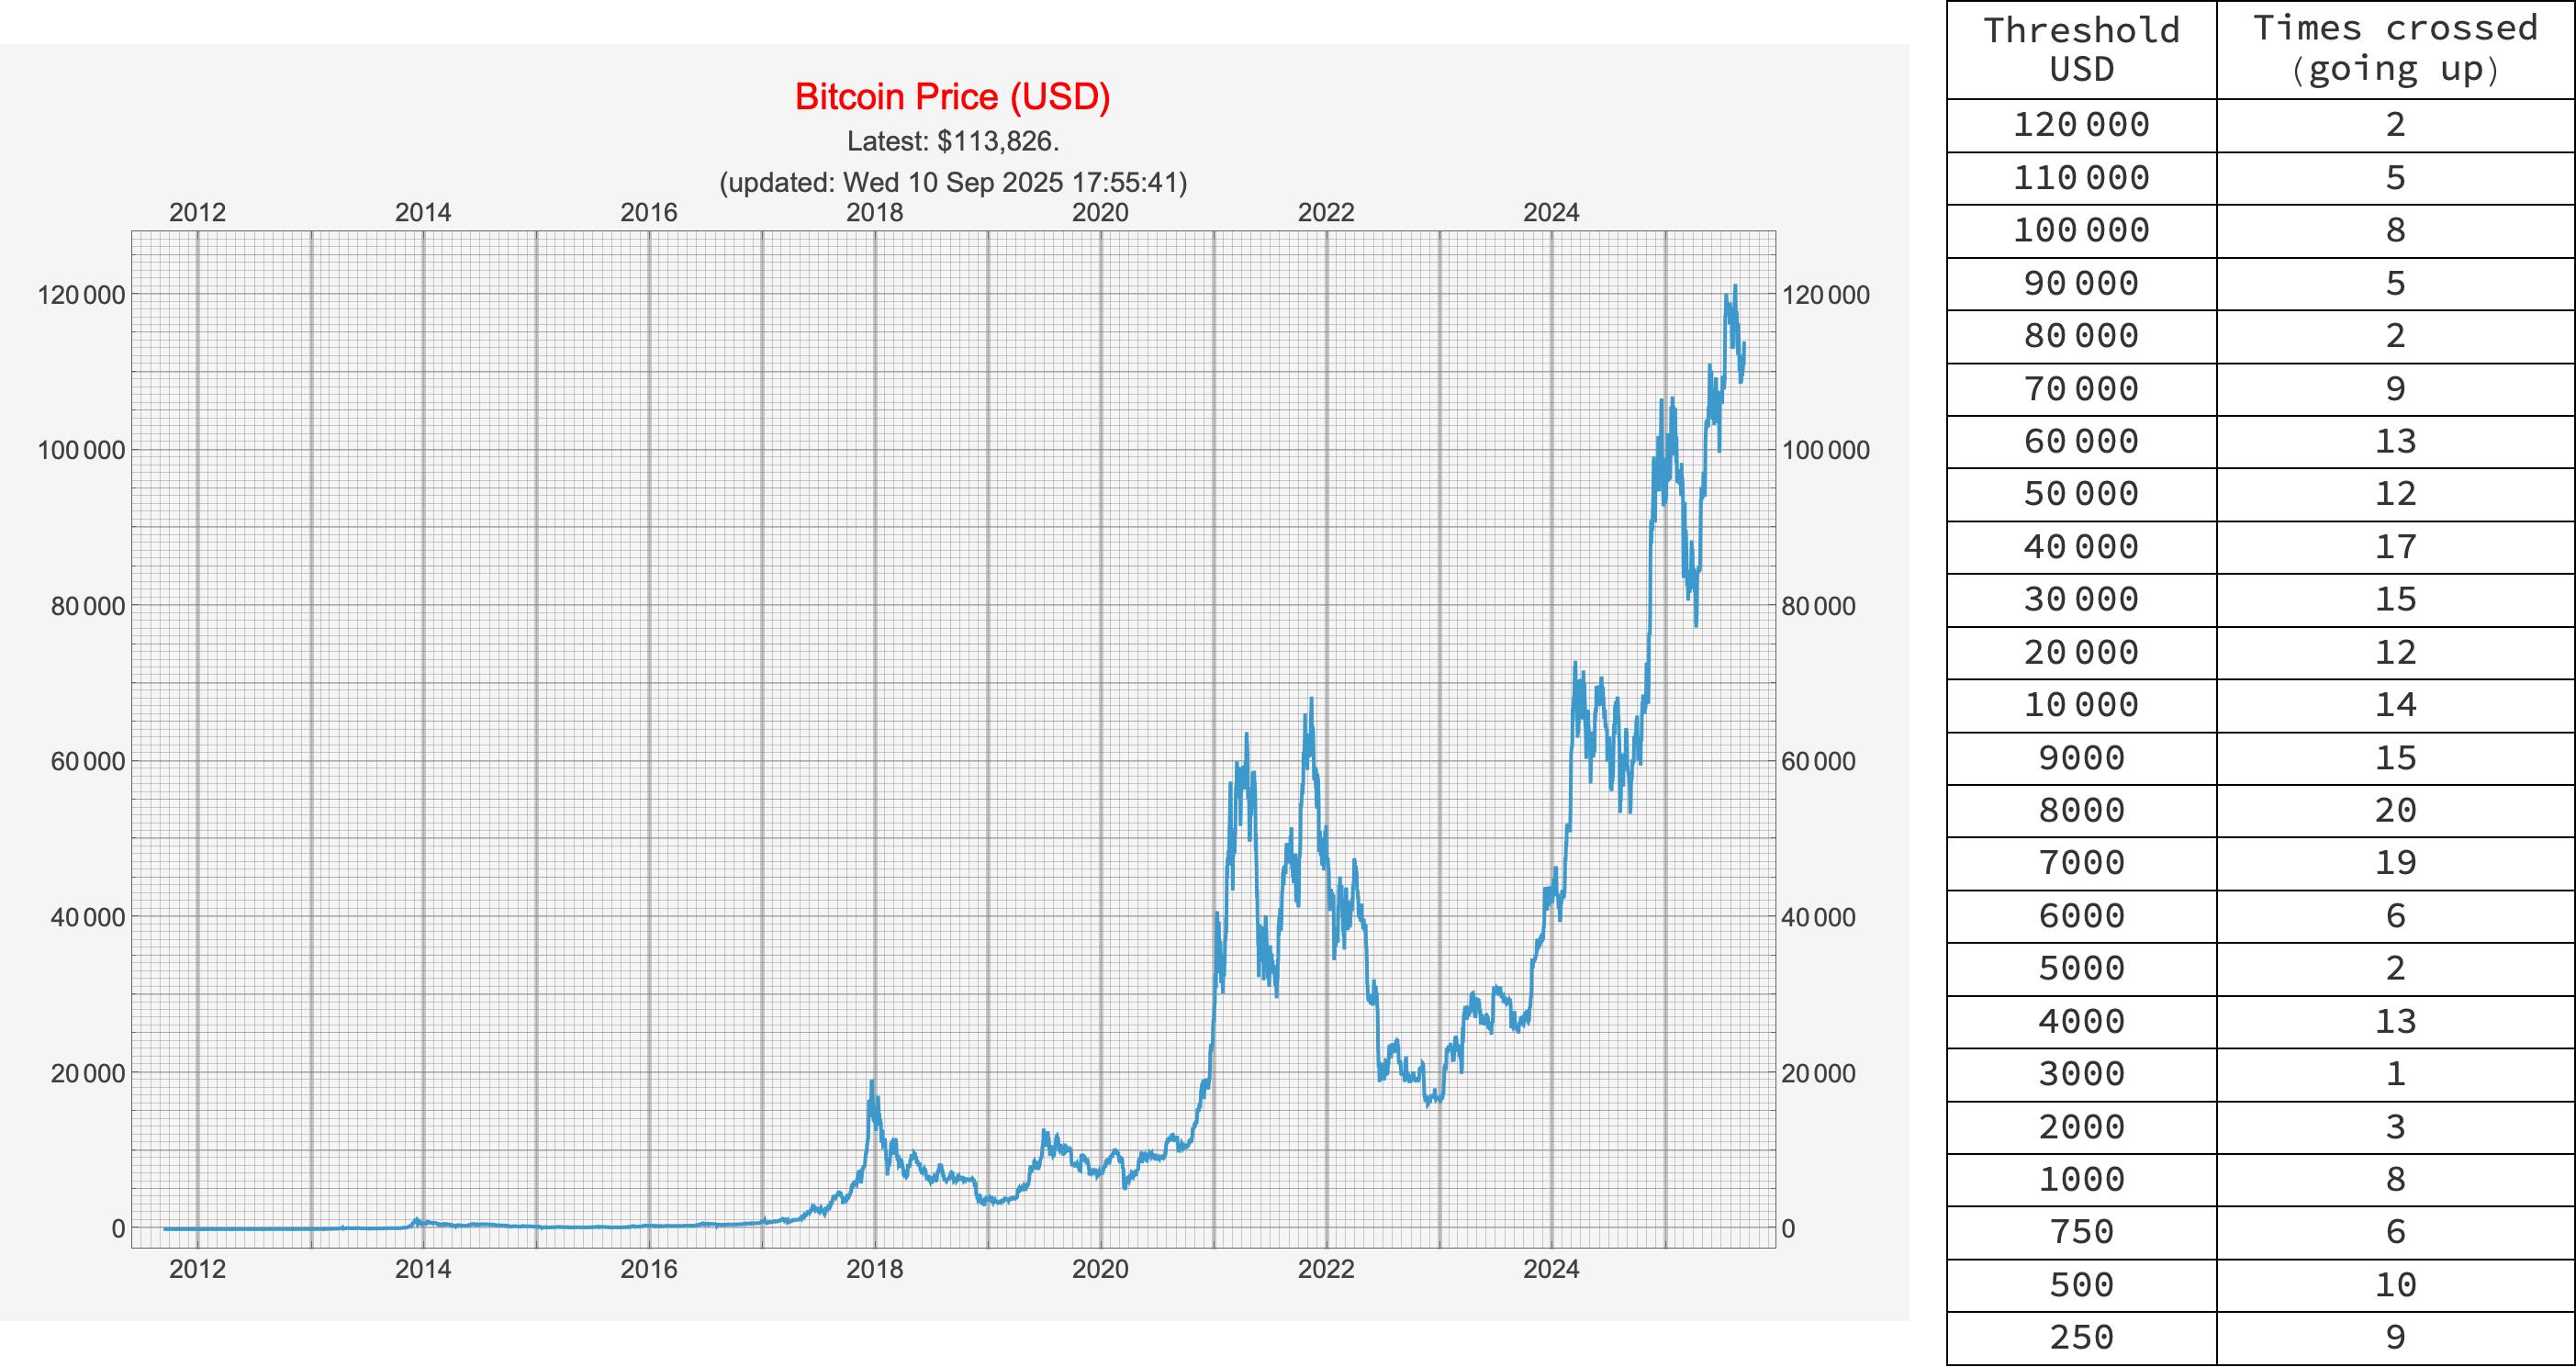 Bitcoin Price (USD)
Latest: $113,826.
(updated: Wed 10 Sep 2025 17:55:41)
2012 2014 2016 2018 2020 2022 2024
120 000 120 000
100 000 100 000
80 000 80 000
60 000 60 000
40 000 40 000
20 000 20 000
0 0
2012 2014 2016 2018 2020 2022 2024
Threshold USD Times crossed (going up)
120 000 2
110 000 5
100 000 8
90 000 5
80 000 2
70 000 9
60 000 13
50 000 12
40 000 17
30 000 15
20 000 12
10 000 14
9000 15
8000 20
7000 19
6000 6
5000 2
4000 13
3000 1
2000 3
1000 8
750 6
500 10
250 9